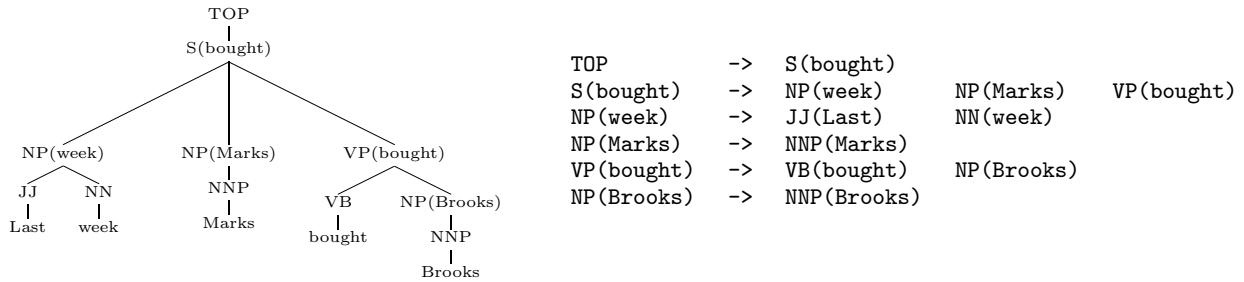 TOP
S(bought)
NP(week) NP(Marks) VP(bought)
JJ NN NNP VB NP(Brooks)
Last week Marks bought NNP
Brooks
TOP -> S(bought)
S(bought) -> NP(week) NP(Marks) VP(bought)
NP(week) -> JJ(Last) NN(week)
NP(Marks) -> NNP(Marks)
VP(bought) -> VB(bought) NP(Brooks)
NP(Brooks) -> NNP(Brooks)